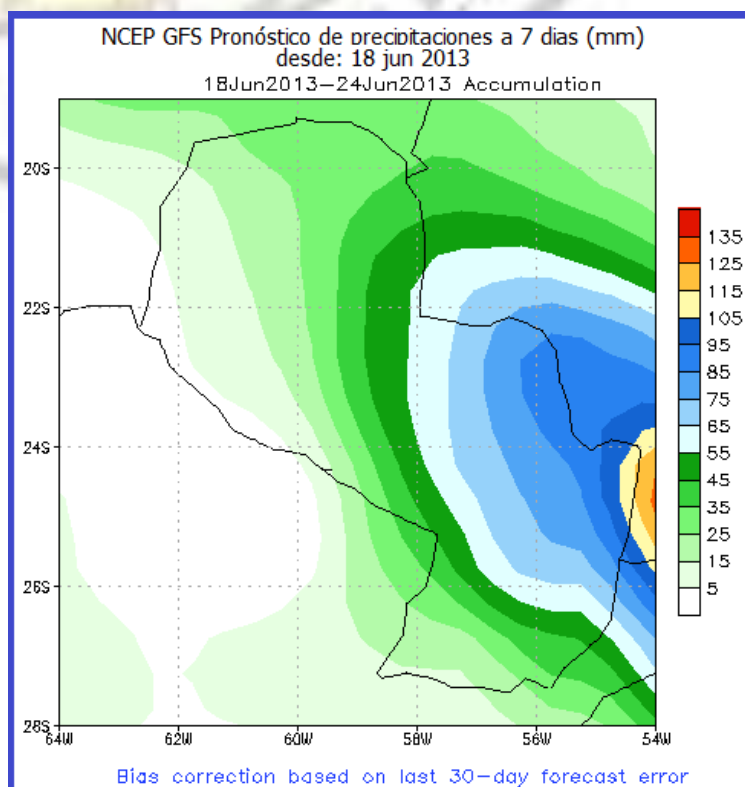 NCEP GFS Pronóstico de precipitaciones a 7 dias (mm)
desde: 18 jun 2013
18Jun2013–24Jun2013 Accumulation
20S
22S
24S
26S
28S
64W 62W 60W 58W 56W 54W
135
125
115
105
95
85
75
65
55
45
35
25
15
5
Bias correction based on last 30–day forecast error